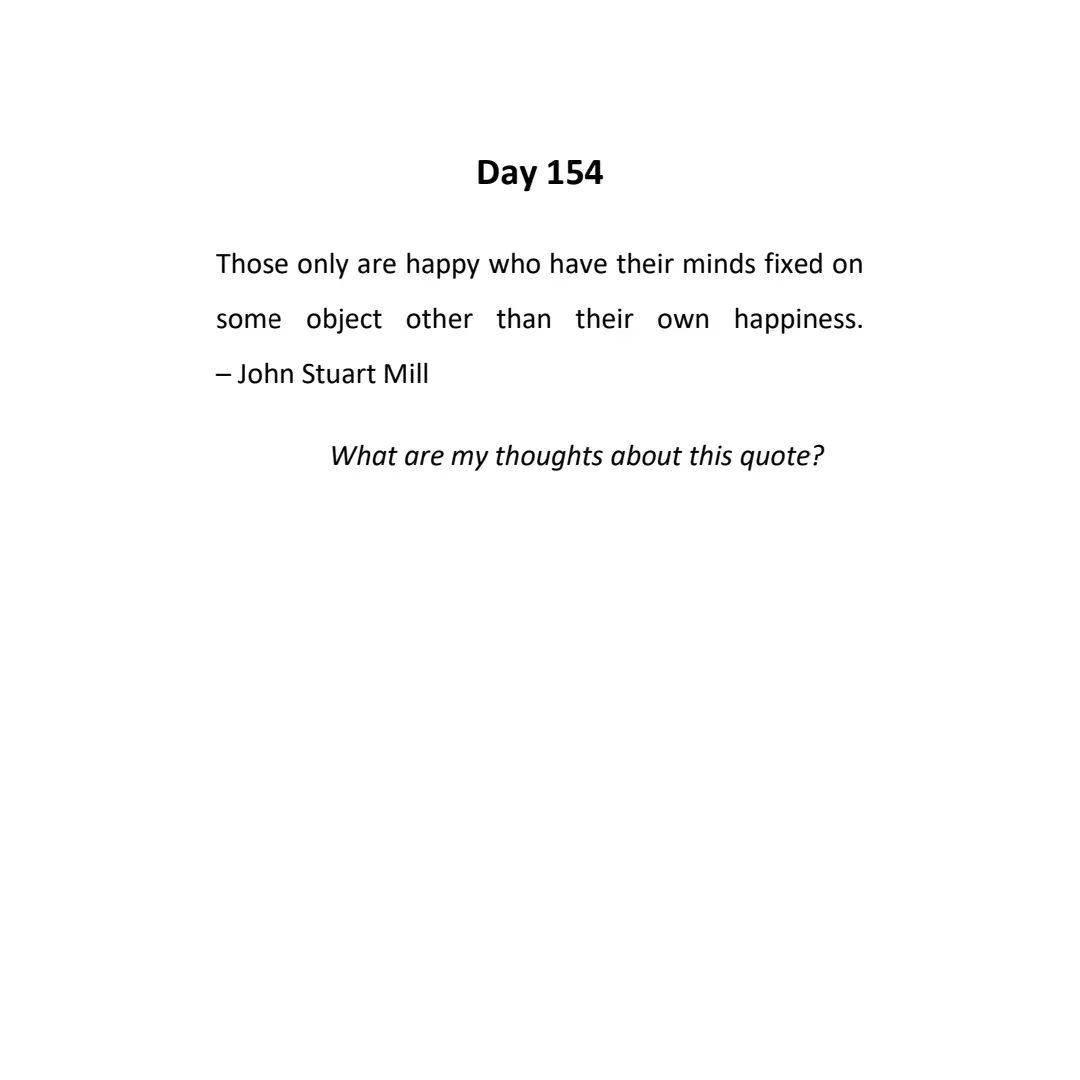 Day 154
Those only are happy who have their minds fixed on
some object other than their own happiness.
– John Stuart Mill
What are my thoughts about this quote?